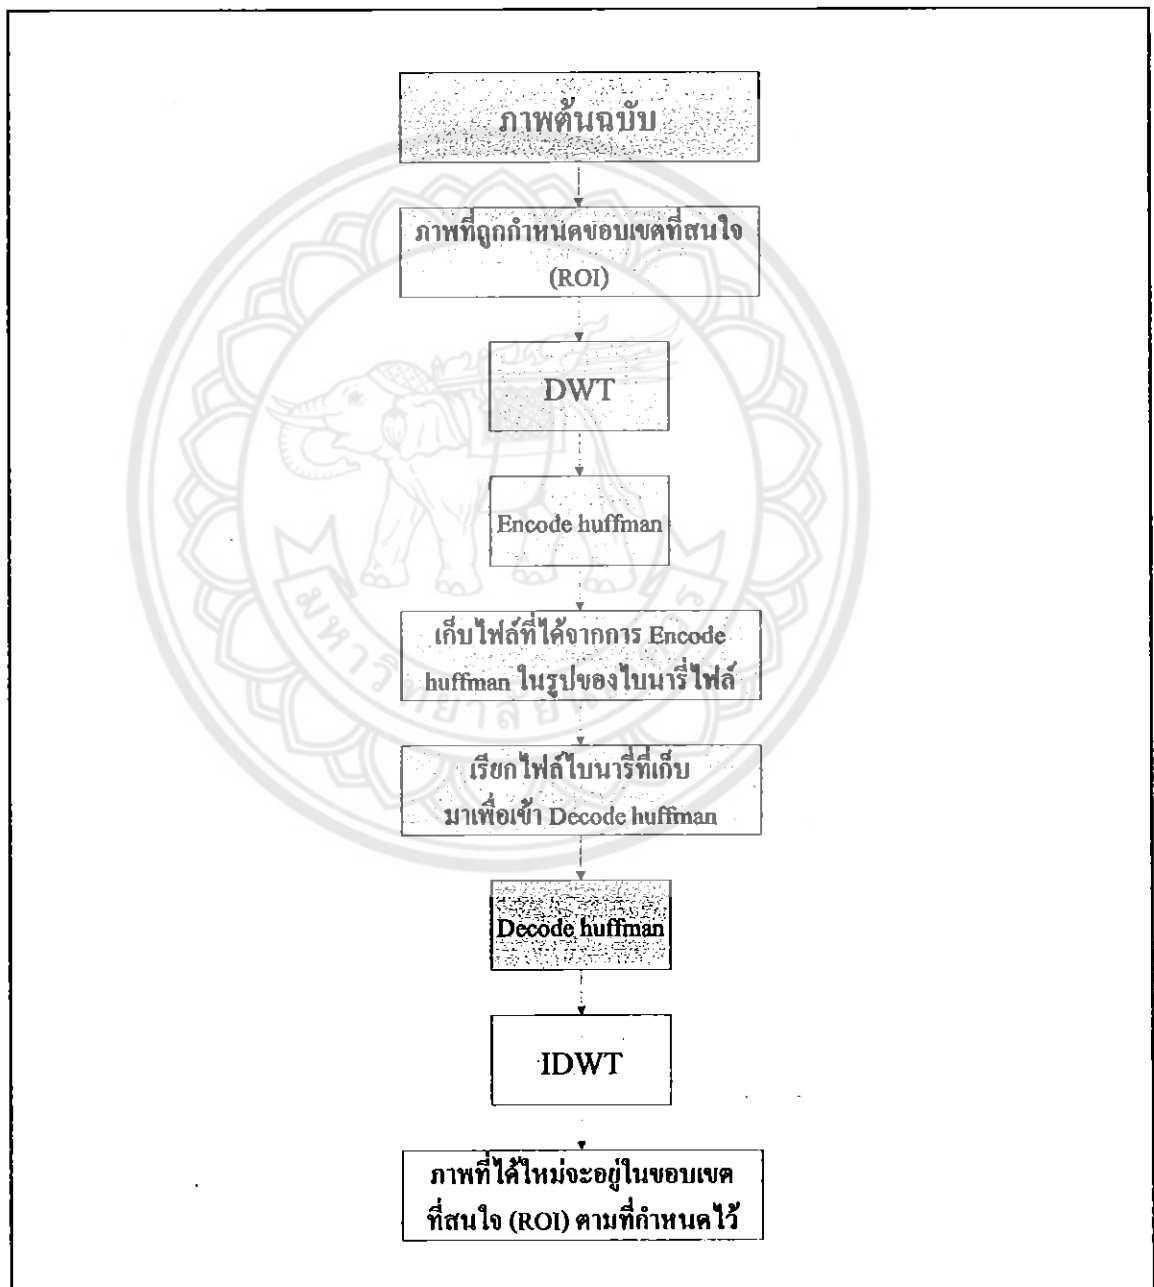 ภาพต้นฉบับ
ภาพที่ถูกกำหนดขอบเขตที่สนใจ
(ROI)
DWT
Encode huffman
เก็บไฟล์ที่ได้จากการ Encode
huffman ในรูปของไบนารี่ไฟล์
เรียกไฟล์ไบนารี่ที่เก็บ
มาเพื่อเข้า Decode huffman
Decode huffman
IDWT
ภาพที่ได้ใหม่จะอยู่ในขอบเขต
ที่สนใจ (ROI) ตามที่กำหนดไว้